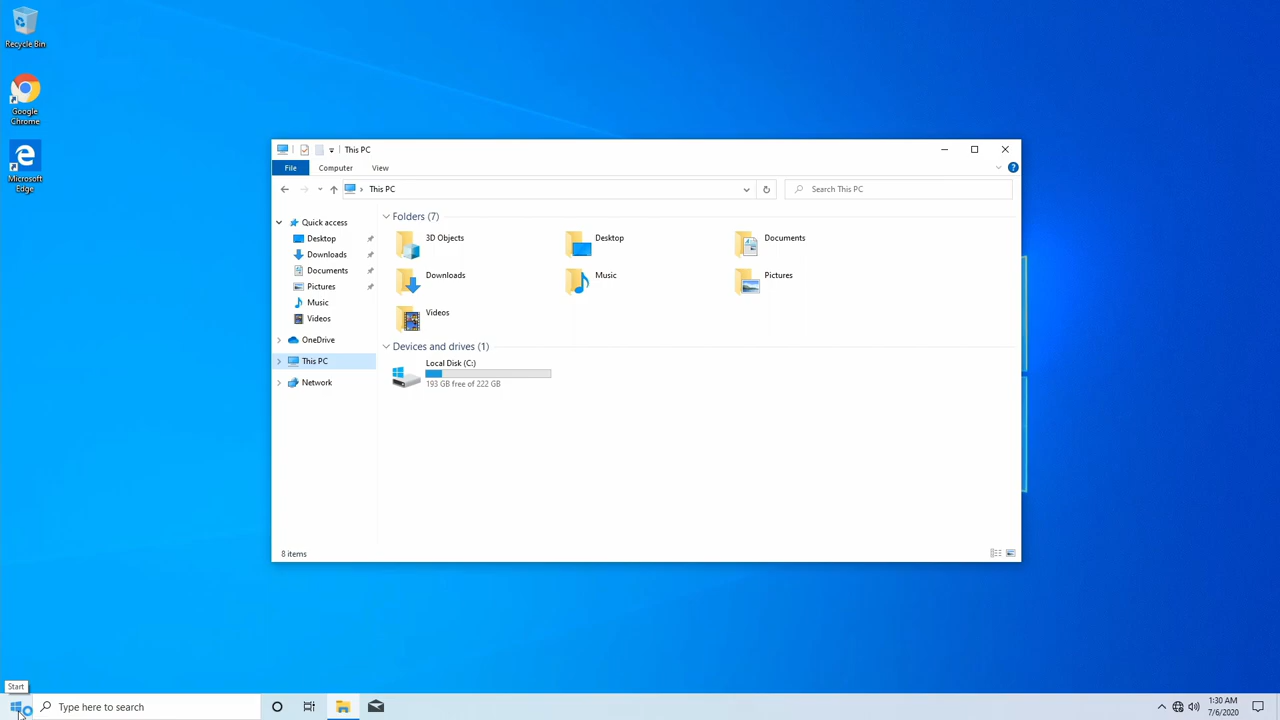 Recycle Bin
Google
Chrome
Microsoft
Edge
This PC
File
Computer
View
This PC
Search This PC
Quick access
Desktop
Downloads
Documents
Pictures
Music
Videos
OneDrive
This PC
Network
Folders (7)
3D Objects
Desktop
Documents
Downloads
Music
Pictures
Videos
Devices and drives (1)
Local Disk (C:)
193 GB free of 222 GB
8 items
Start
Type here to search
1:30 AM
7/6/2020